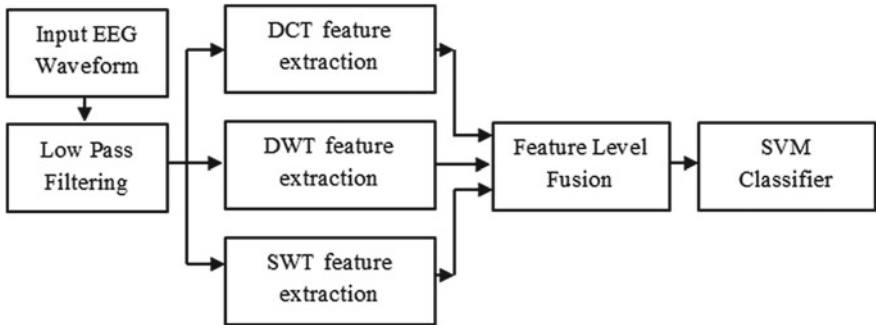 Input EEG
Waveform
Low Pass
Filtering
DCT feature
extraction
DWT feature
extraction
SWT feature
extraction
Feature Level
Fusion
SVM
Classifier